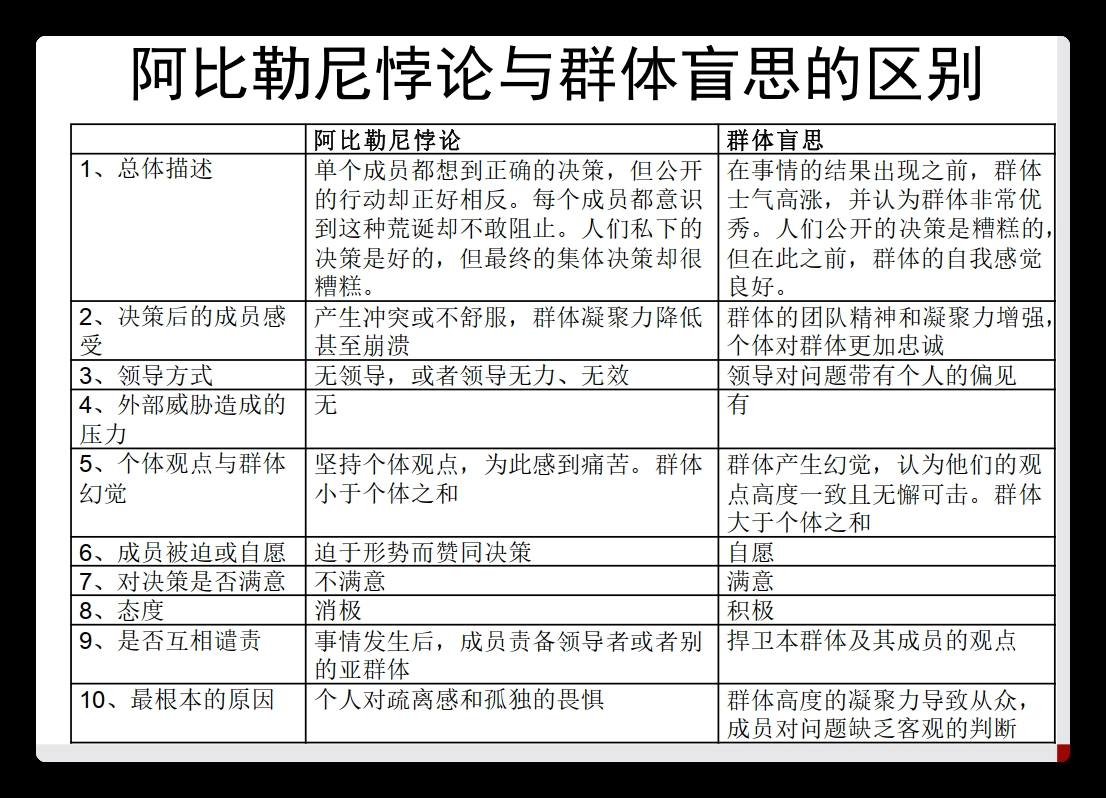 阿比勒尼悖论与群体盲思的区别
阿比勒尼悖论
群体盲思
1、总体描述
单个成员都想到正确的决策，但公开
的行动却正好相反。每个成员都意识
到这种荒诞却不敢阻止。人们私下的
决策是好的，但最终的集体决策却很
糟糕。
在事情的结果出现之前，群体
士气高涨，并认为群体非常优
秀。人们公开的决策是糟糕的，
但在此之前，群体的自我感觉
良好。
2、决策后的成员感
受
产生冲突或不舒服，群体凝聚力降低
甚至崩溃
群体的团队精神和凝聚力增强，
个体对群体更加忠诚
3、领导方式
无领导，或者领导无力、无效
领导对问题带有个人的偏见
4、外部威胁造成的
压力
无
有
5、个体观点与群体
幻觉
坚持个体观点，为此感到痛苦。群体
小于个体之和
群体产生幻觉，认为他们的观
点高度一致且无懈可击。群体
大于个体之和
6、成员被迫或自愿
迫于形势而赞同决策
自愿
7、对决策是否满意
不满意
满意
8、态度
消极
积极
9、是否互相谴责
事情发生后，成员责备领导者或者别
的亚群体
捍卫本群体及其成员的观点
10、最根本的原因
个人对疏离感和孤独的畏惧
群体高度的凝聚力导致从众，
成员对问题缺乏客观的判断